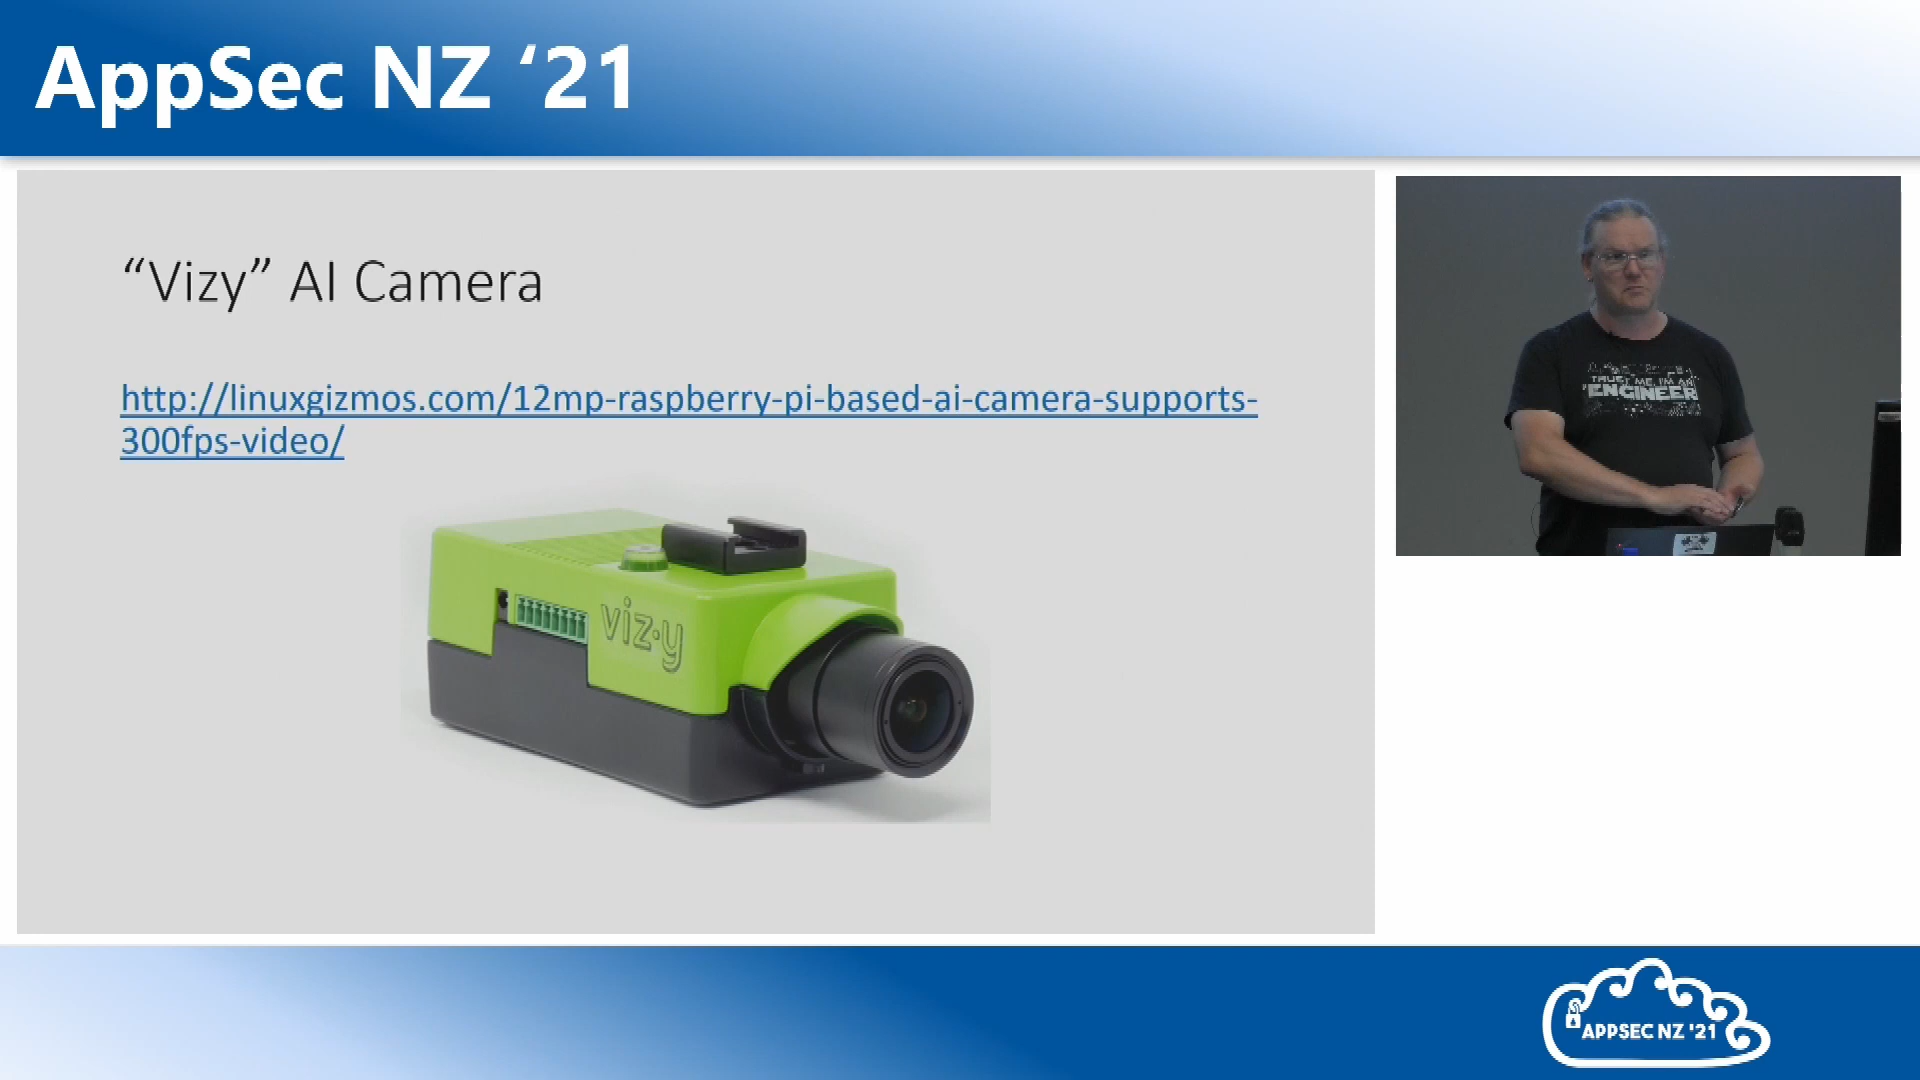 AppSec NZ ‘21
“Vizy” AI Camera
http://linuxgizmos.com/12mp-raspberry-pi-based-ai-camera-supports-
300fps-video/
viz·y
TRUST ME, I'M AN
ENGINEER
APPSEC NZ '21